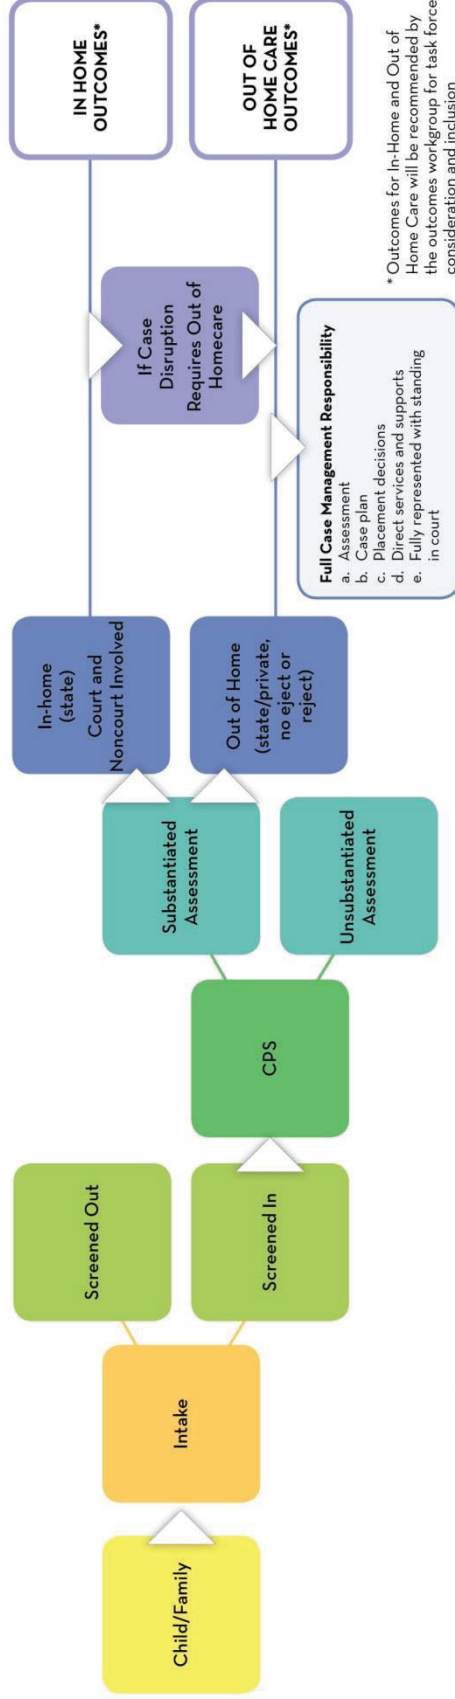 Child/Family
Intake
Screened Out
Screened In
CPS
Substantiated
Assessment
Unsubstantiated
Assessment
In-home
(state)
Court and
Noncourt Involved
Out of Home
(state/private,
no eject or
reject)
If Case
Disruption
Requires Out of
Homecare
Full Case Management Responsibility
a. Assessment
b. Case plan
c. Placement decisions
d. Direct services and supports
e. Fully represented with standing
in court
IN HOME
OUTCOMES*
OUT OF
HOME CARE
OUTCOMES*
* Outcomes for In-Home and Out of
Home Care will be recommended by
the outcomes workgroup for task force
consideration and inclusion